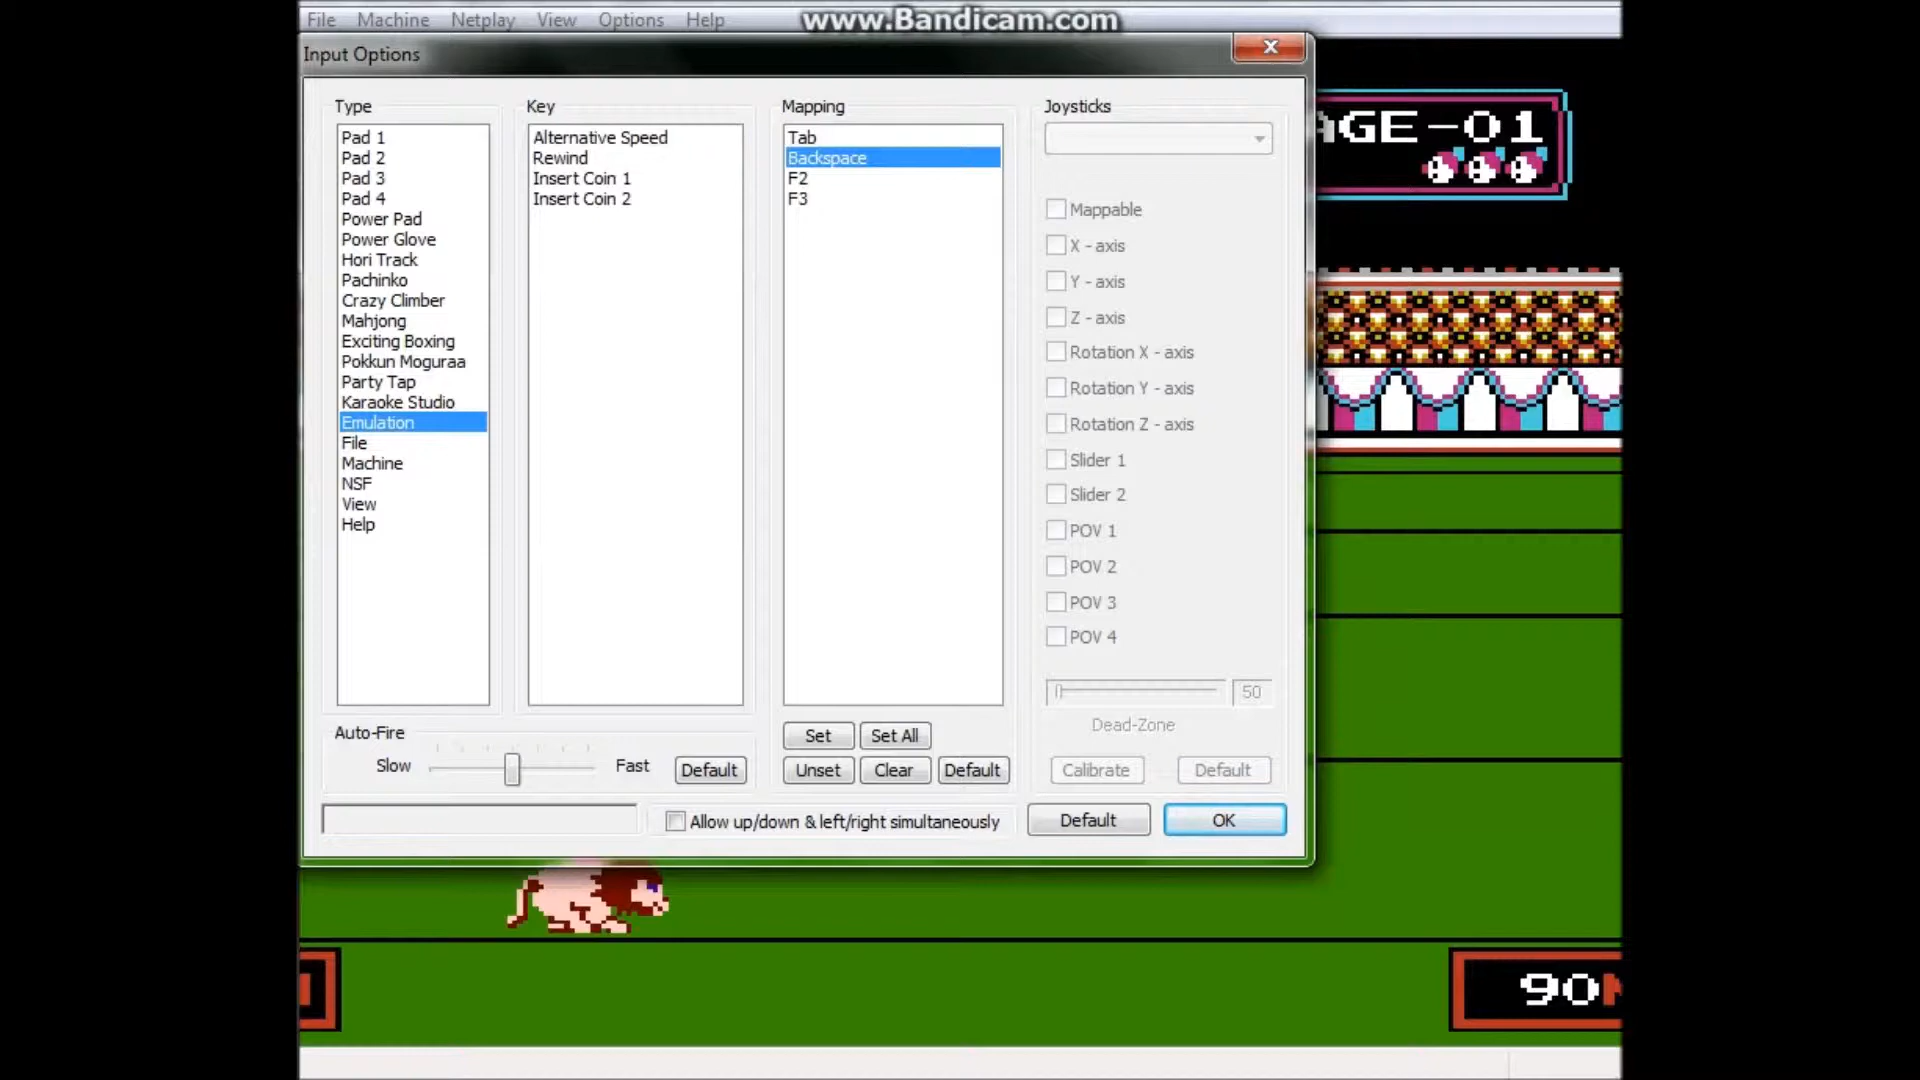 File Machine Netplay View Options Help
www.Bandicam.com
Input Options
Type
Pad 1
Pad 2
Pad 3
Pad 4
Power Pad
Power Glove
Hori Track
Pachinko
Crazy Climber
Mahjong
Exciting Boxing
Pokkun Moguraa
Party Tap
Karaoke Studio
Emulation
File
Machine
NSF
View
Help
Key
Alternative Speed
Rewind
Insert Coin 1
Insert Coin 2
Mapping
Tab
Backspace
F2
F3
Set Set All
Unset Clear Default
Joysticks
Mappable
X - axis
Y - axis
Z - axis
Rotation X - axis
Rotation Y - axis
Rotation Z - axis
Slider 1
Slider 2
POV 1
POV 2
POV 3
POV 4
50
Dead-Zone
Calibrate Default
Auto-Fire
Slow Fast Default
Allow up/down & left/right simultaneously
Default OK
AGE-01
90M